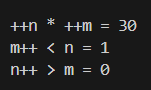 ++n * ++m = 30
m++ < n = 1
n++ > m = 0